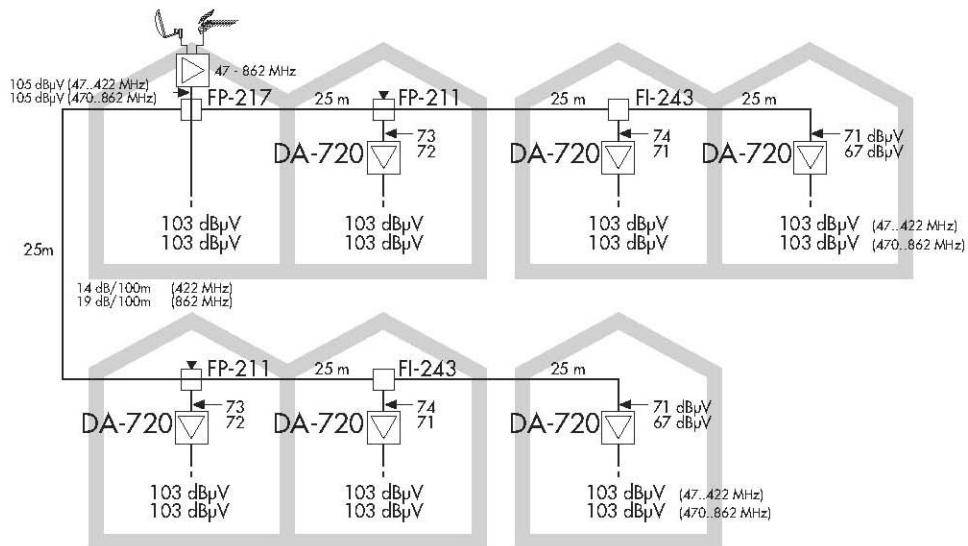 47 - 862 MHz
105 dBµV (47..422 MHz)
105 dBµV (470..862 MHz)
FP-217
25 m
FP-211
25 m
FI-243
25 m
73
72
DA-720
74
71
DA-720
71 dBµV
67 dBµV
DA-720
103 dBµV
103 dBµV
103 dBµV
103 dBµV
103 dBµV
103 dBµV
103 dBµV (47..422 MHz)
103 dBµV (470..862 MHz)
25m
14 dB/100m (422 MHz)
19 dB/100m (862 MHz)
FP-211
25 m
FI-243
25 m
73
72
DA-720
74
71
DA-720
71 dBµV
67 dBµV
DA-720
103 dBµV
103 dBµV
103 dBµV
103 dBµV
103 dBµV (47..422 MHz)
103 dBµV (470..862 MHz)